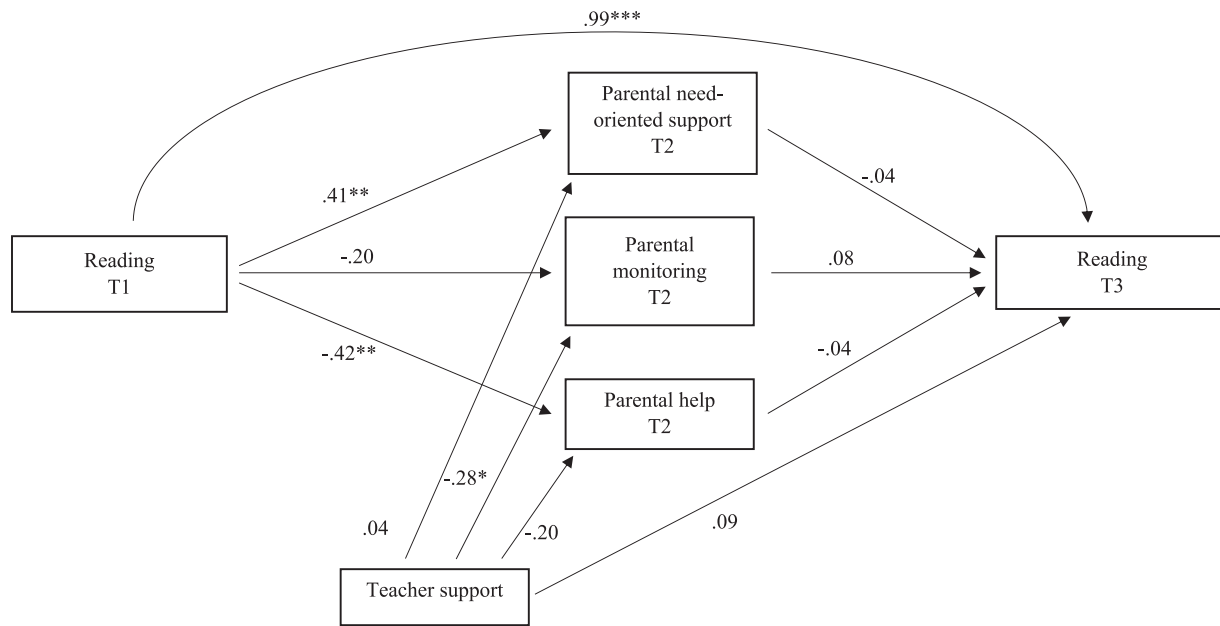 .99***
Parental need-
oriented support
T2
.41**
-.04
Reading
T1
-.20
Parental
monitoring
T2
.08
Reading
T3
-.42**
-.04
Parental help
T2
-.28*
.04
-.20
.09
Teacher support